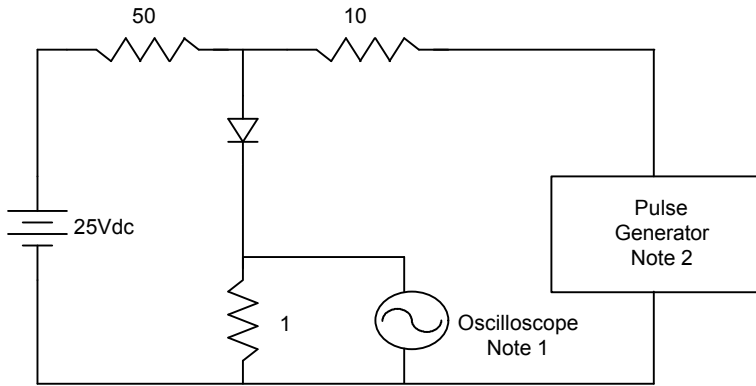 50
10
25Vdc
Pulse
Generator
Note 2
1
Oscilloscope
Note 1